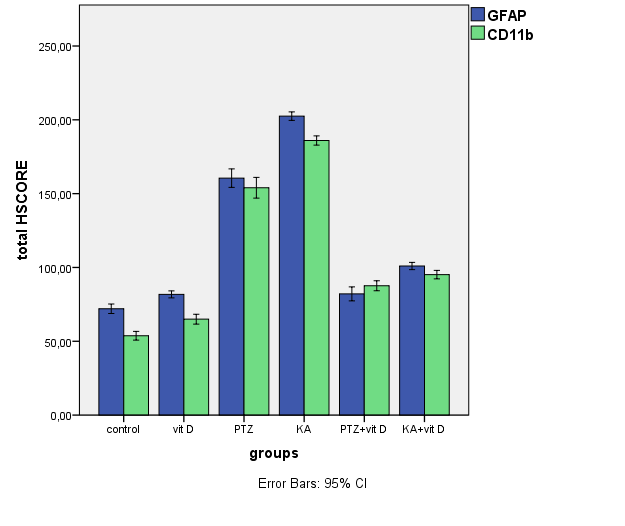 GFAP
CD11b
total HSCORE
250,00
200,00
150,00
100,00
50,00
0,00
control
vit D
PTZ
KA
PTZ+vit D
KA+vit D
groups
Error Bars: 95% CI